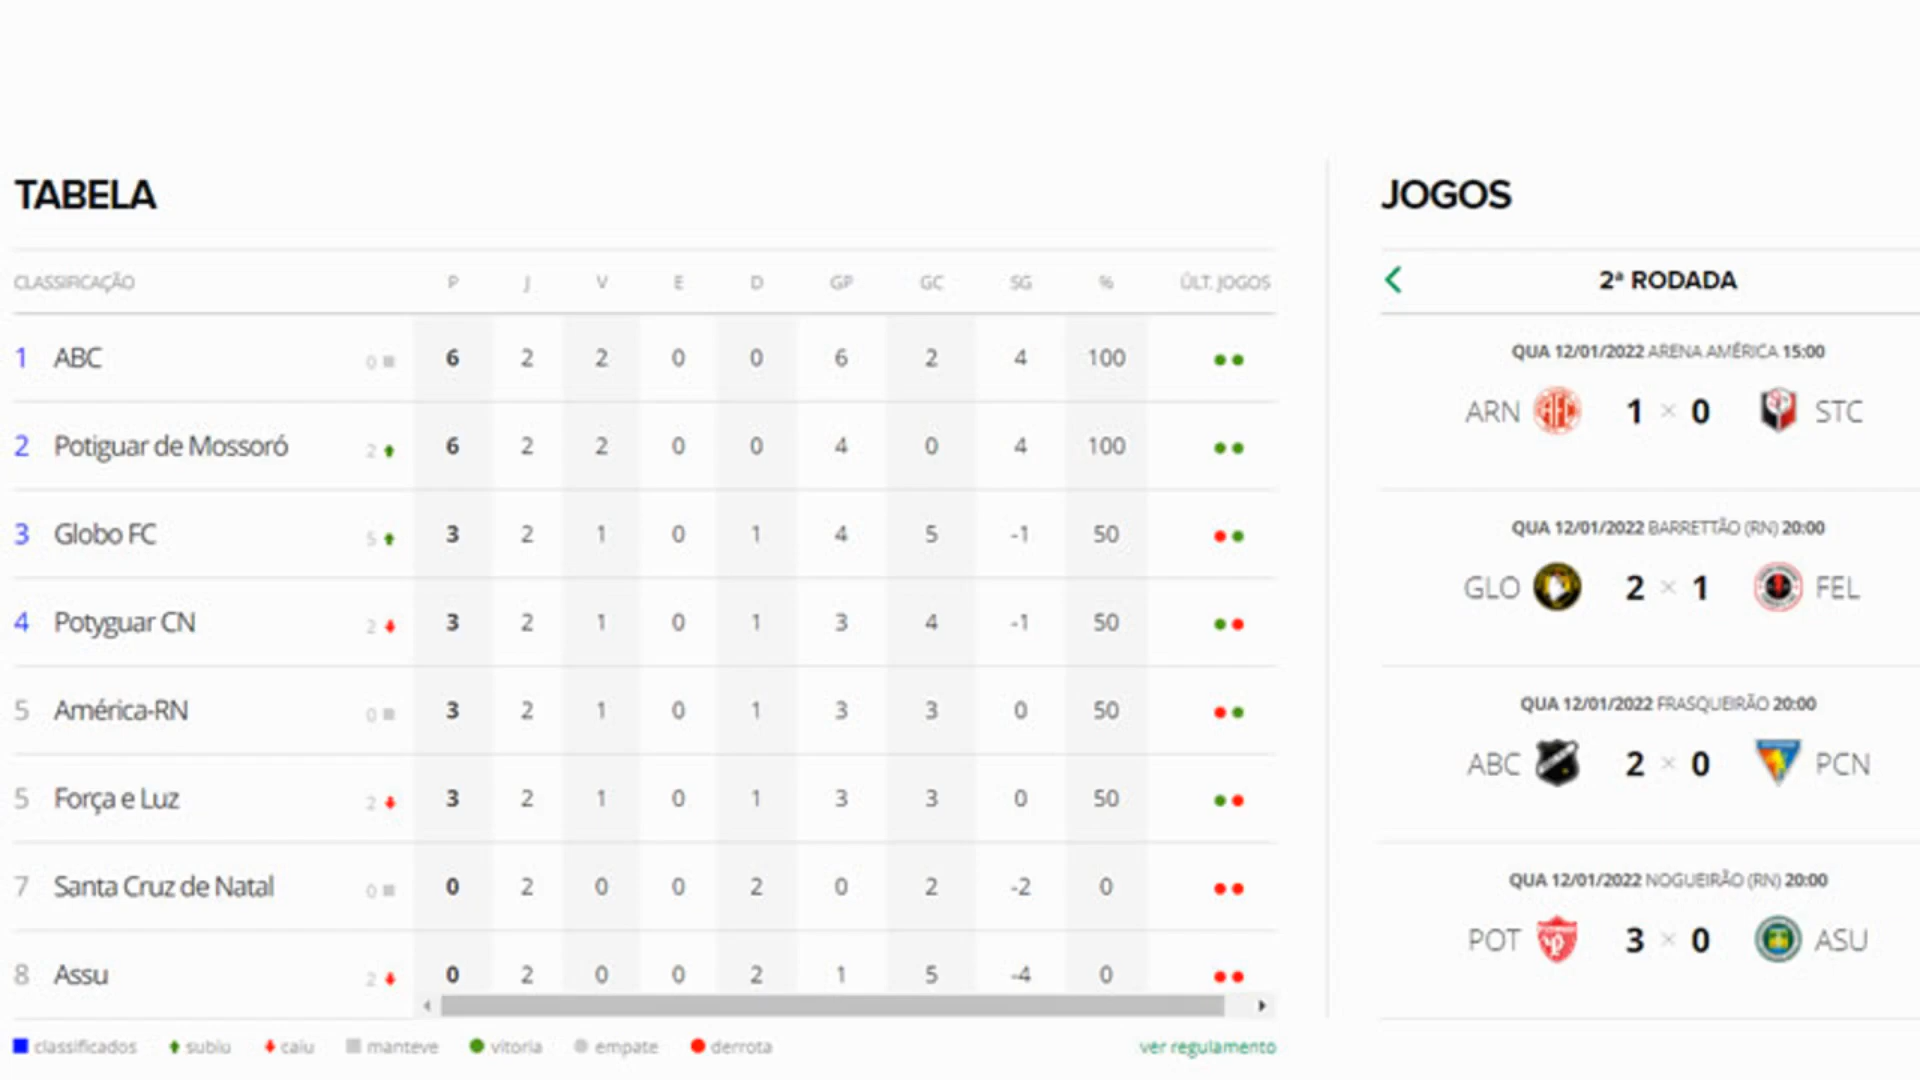 TABELA
CLASSIFICAÇÃO P J V E D GP GC SG % ÚLT. JOGOS
1 ABC 0 6 2 2 0 0 6 2 4 100
2 Potiguar de Mossoró 2 6 2 2 0 0 4 0 4 100
3 Globo FC 5 3 2 1 0 1 4 5 -1 50
4 Potyguar CN 2 3 2 1 0 1 3 4 -1 50
5 América-RN 0 3 2 1 0 1 3 3 0 50
5 Força e Luz 2 3 2 1 0 1 3 3 0 50
7 Santa Cruz de Natal 0 0 2 0 0 2 0 2 -2 0
8 Assu 2 0 2 0 0 2 1 5 -4 0
classificados subiu caiu manteve vitoria empate derrota ver regulamento
JOGOS
2ª RODADA
QUA 12/01/2022 ARENA AMÉRICA 15:00
ARN 1 × 0 STC
QUA 12/01/2022 BARRETTÃO (RN) 20:00
GLO 2 × 1 FEL
QUA 12/01/2022 FRASQUEIRÃO 20:00
ABC 2 × 0 PCN
QUA 12/01/2022 NOGUEIRÃO (RN) 20:00
POT 3 × 0 ASU